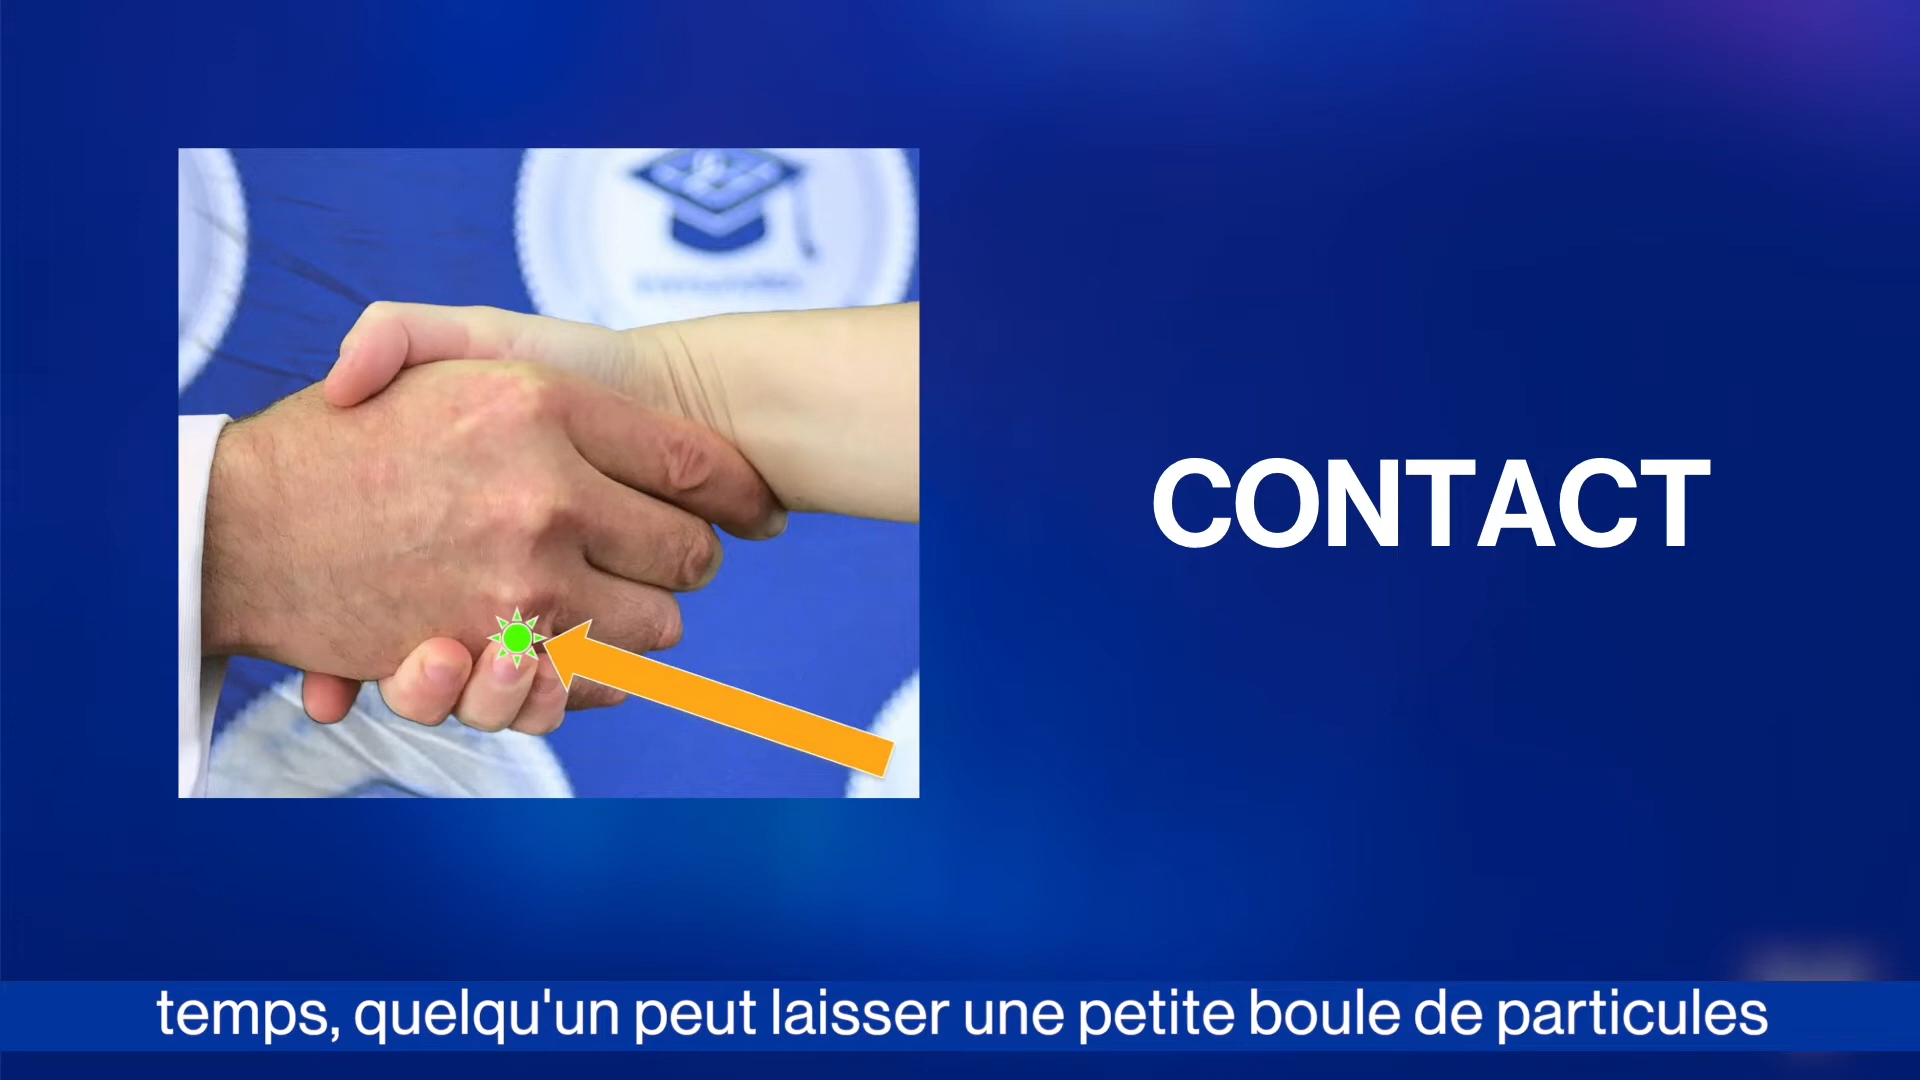 CONTACT
temps, quelqu'un peut laisser une petite boule de particules